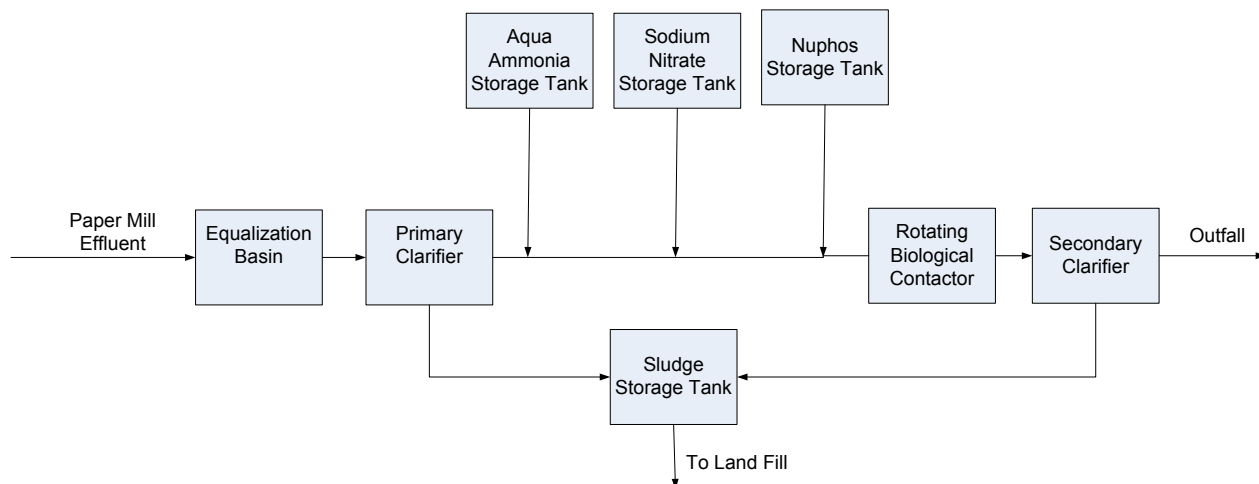 Aqua
Ammonia
Storage Tank
Sodium
Nitrate
Storage Tank
Nuphos
Storage Tank
Paper Mill
Effluent
Equalization
Basin
Primary
Clarifier
Rotating
Biological
Contactor
Secondary
Clarifier
Outfall
Sludge
Storage Tank
To Land Fill